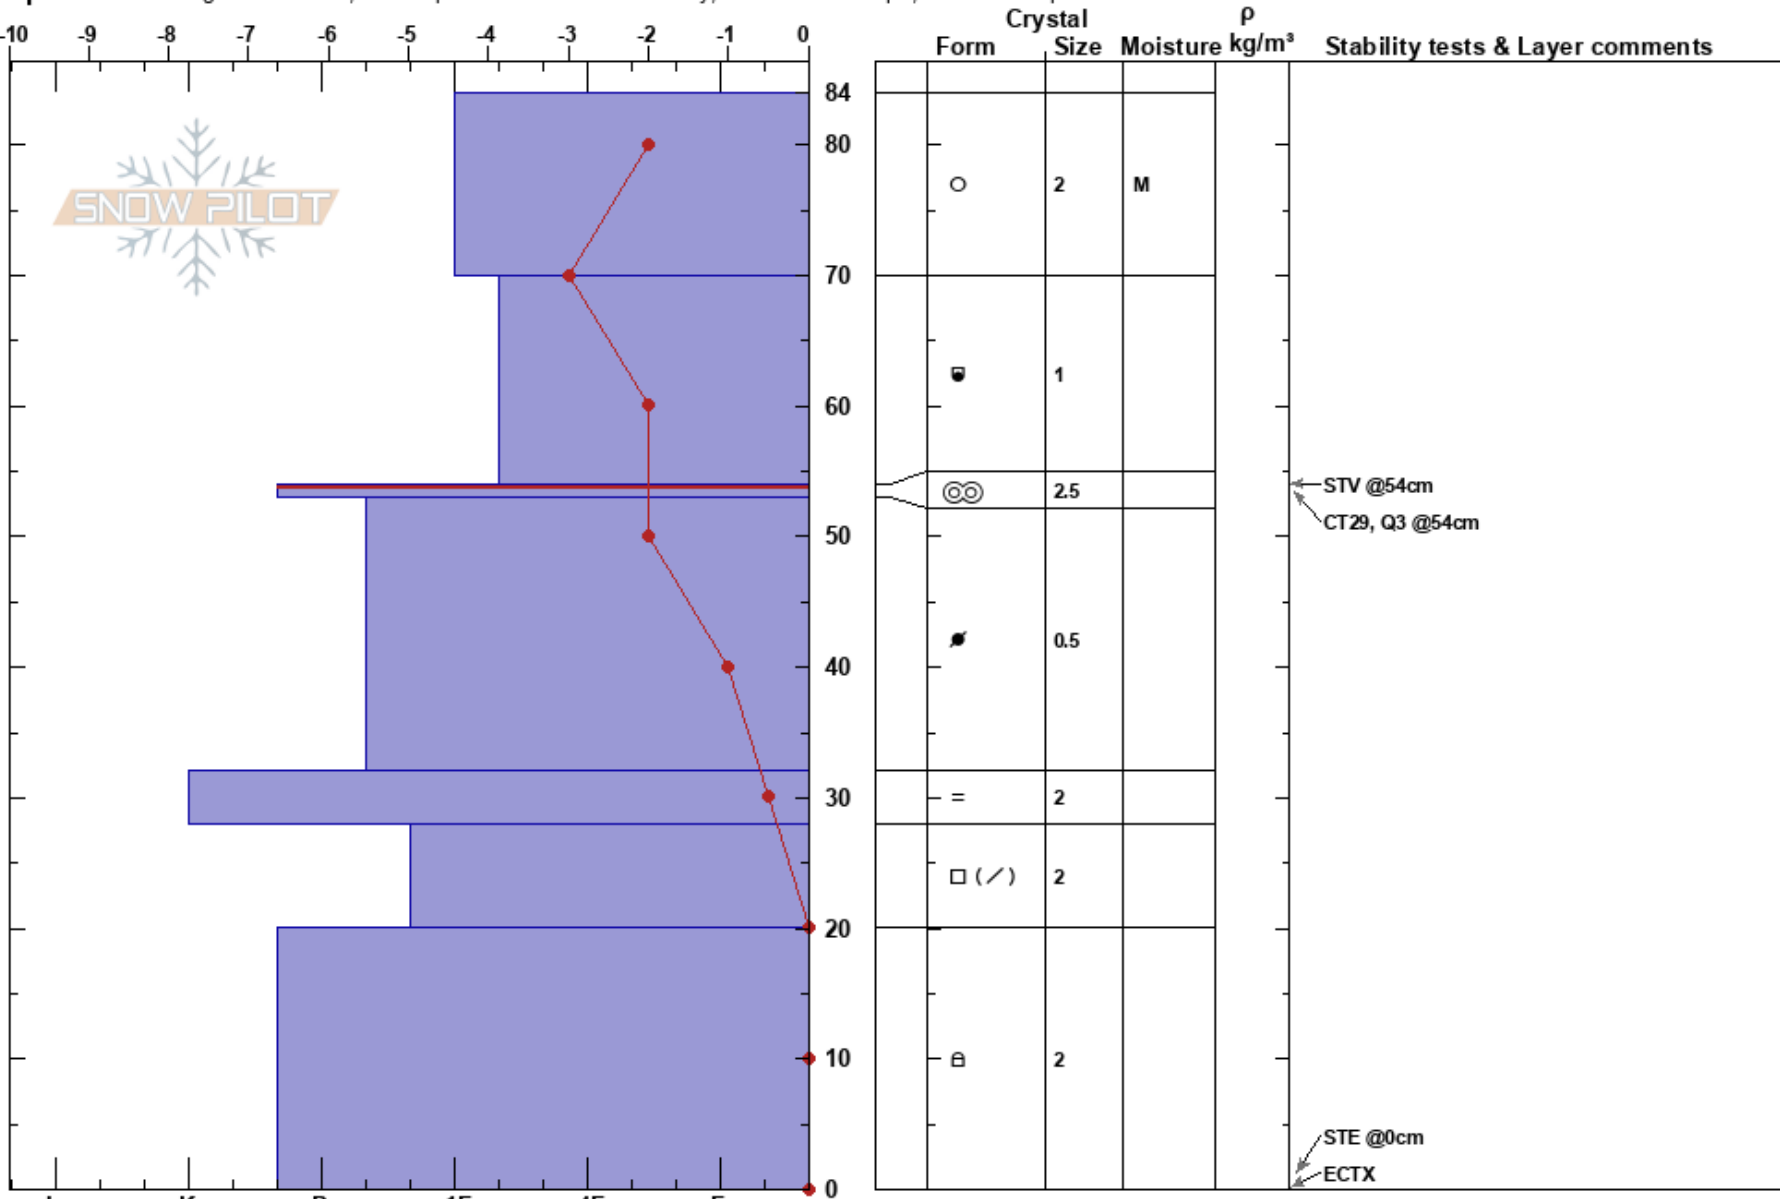 -10 -9 -8 -7 -6 -5 -4 -3 -2 -1 0
Crystal
Form Size Moisture ρ kg/m³ Stability tests & Layer comments
84
80
SNOW PILOT
2 M
70
1
60
2.5
STV @54cm
CT29, Q3 @54cm
50
0.5
40
30
= 2
( ) 2
20
10
2
STE @0cm
ECTX
0